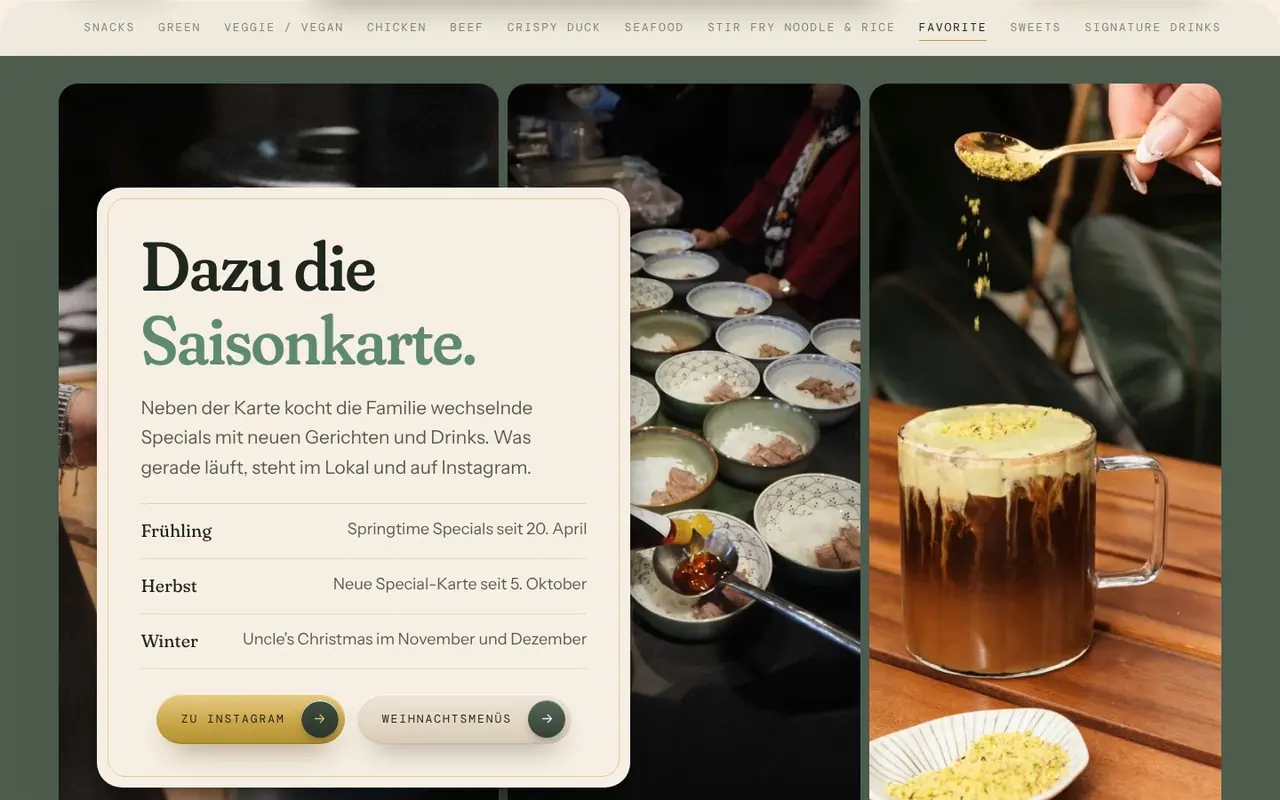 SNACKS GREEN VEGGIE / VEGAN CHICKEN BEEF CRISPY DUCK SEAFOOD STIR FRY NOODLE & RICE FAVORITE SWEETS SIGNATURE DRINKS
Dazu die
Saisonkarte.
Neben der Karte kocht die Familie wechselnde
Specials mit neuen Gerichten und Drinks. Was
gerade läuft, steht im Lokal und auf Instagram.
Frühling Springtime Specials seit 20. April
Herbst Neue Special-Karte seit 5. Oktober
Winter Uncle's Christmas im November und Dezember
ZU INSTAGRAM → WEIHNACHTSMENÜS →